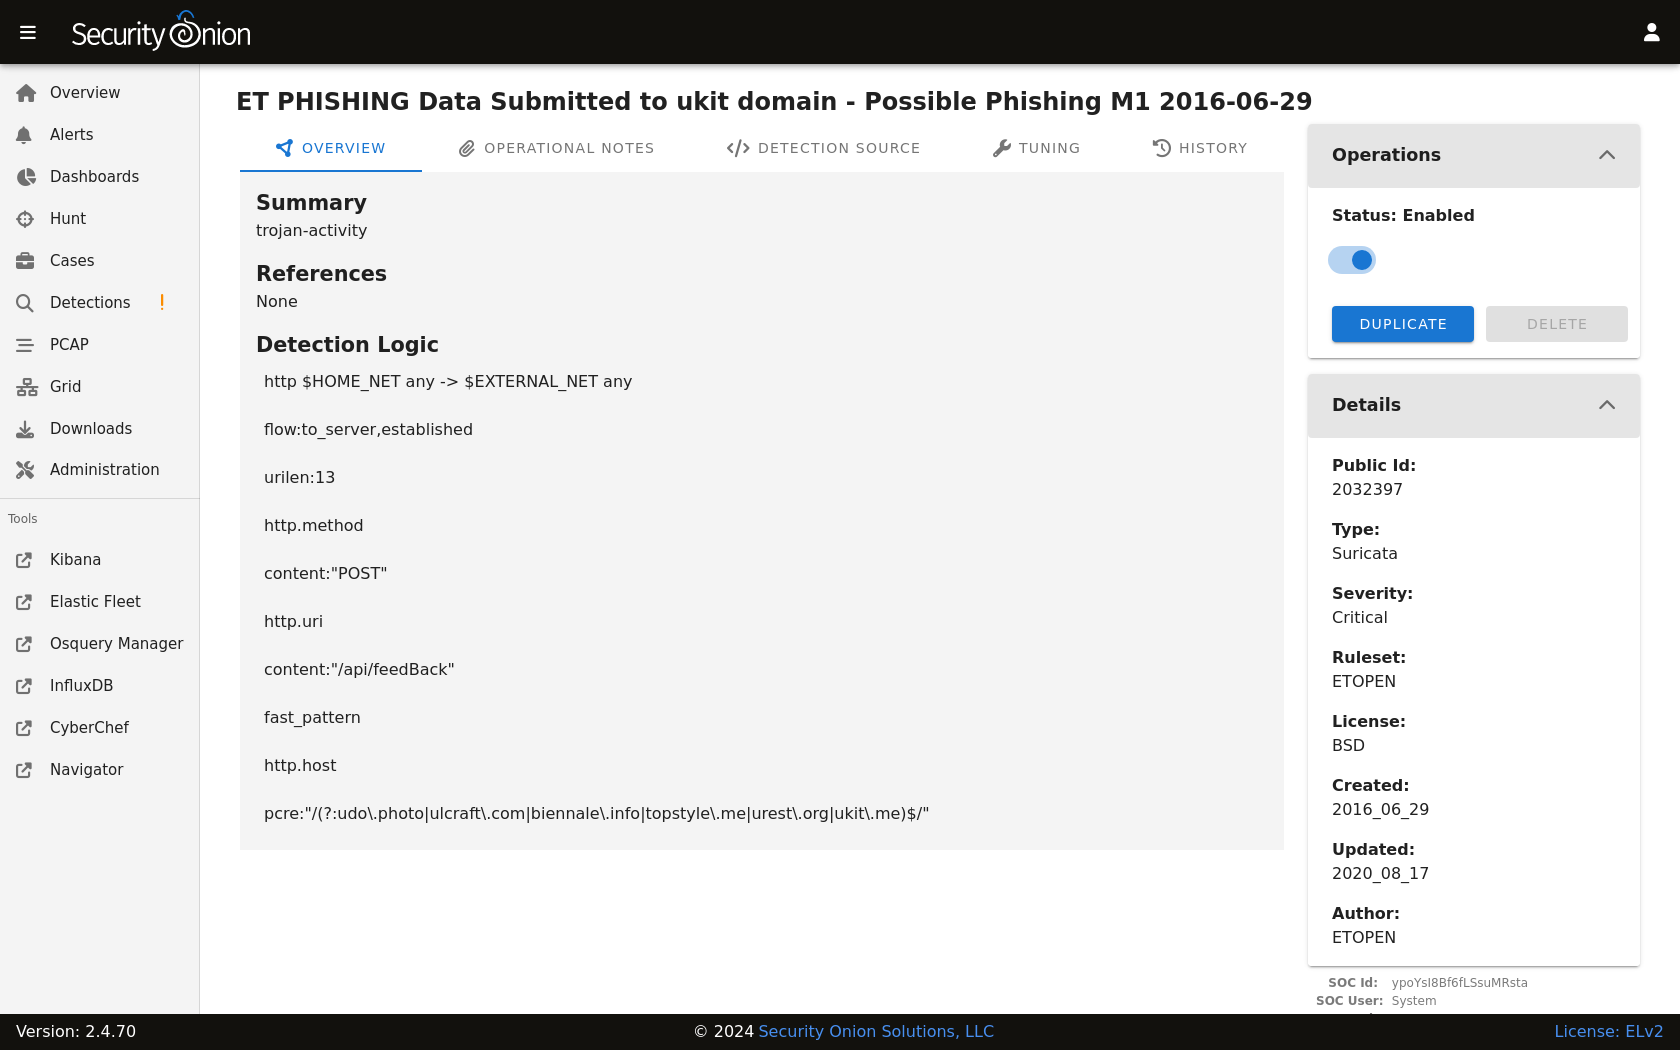 Security Onion
Overview
Alerts
Dashboards
Hunt
Cases
Detections !
PCAP
Grid
Downloads
Administration
Tools
Kibana
Elastic Fleet
Osquery Manager
InfluxDB
CyberChef
Navigator
ET PHISHING Data Submitted to ukit domain - Possible Phishing M1 2016-06-29
OVERVIEW OPERATIONAL NOTES DETECTION SOURCE TUNING HISTORY
Summary
trojan-activity
References
None
Detection Logic
http $HOME_NET any -> $EXTERNAL_NET any
flow:to_server,established
urilen:13
http.method
content:"POST"
http.uri
content:"/api/feedBack"
fast_pattern
http.host
pcre:"/(?:udo\.photo|ulcraft\.com|biennale\.info|topstyle\.me|urest\.org|ukit\.me)$/"
Operations
Status: Enabled
DUPLICATE DELETE
Details
Public Id:
2032397
Type:
Suricata
Severity:
Critical
Ruleset:
ETOPEN
License:
BSD
Created:
2016_06_29
Updated:
2020_08_17
Author:
ETOPEN
SOC Id: ypoYsI8Bf6fLSsuMRsta
SOC User: System
Version: 2.4.70 © 2024 Security Onion Solutions, LLC License: ELv2